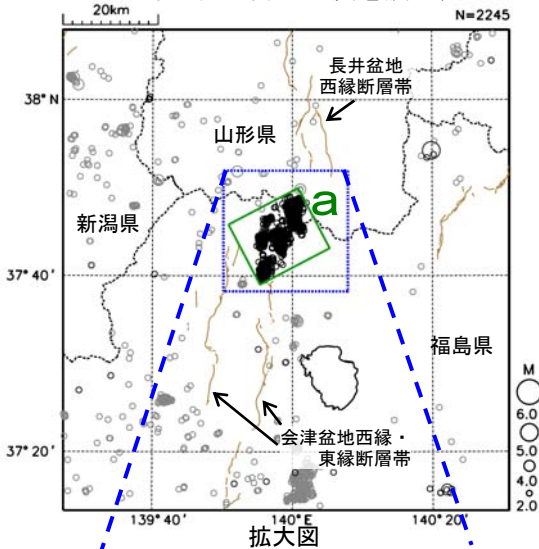 20km
N=2245
38°N
長井盆地
西縁断層帯
山形県
a
新潟県
37°40'
福島県
M
6.0
5.0
4.0
2.0
会津盆地西縁・
東縁断層帯
37°20'
139°40'
140°E
140°20'
拡大図